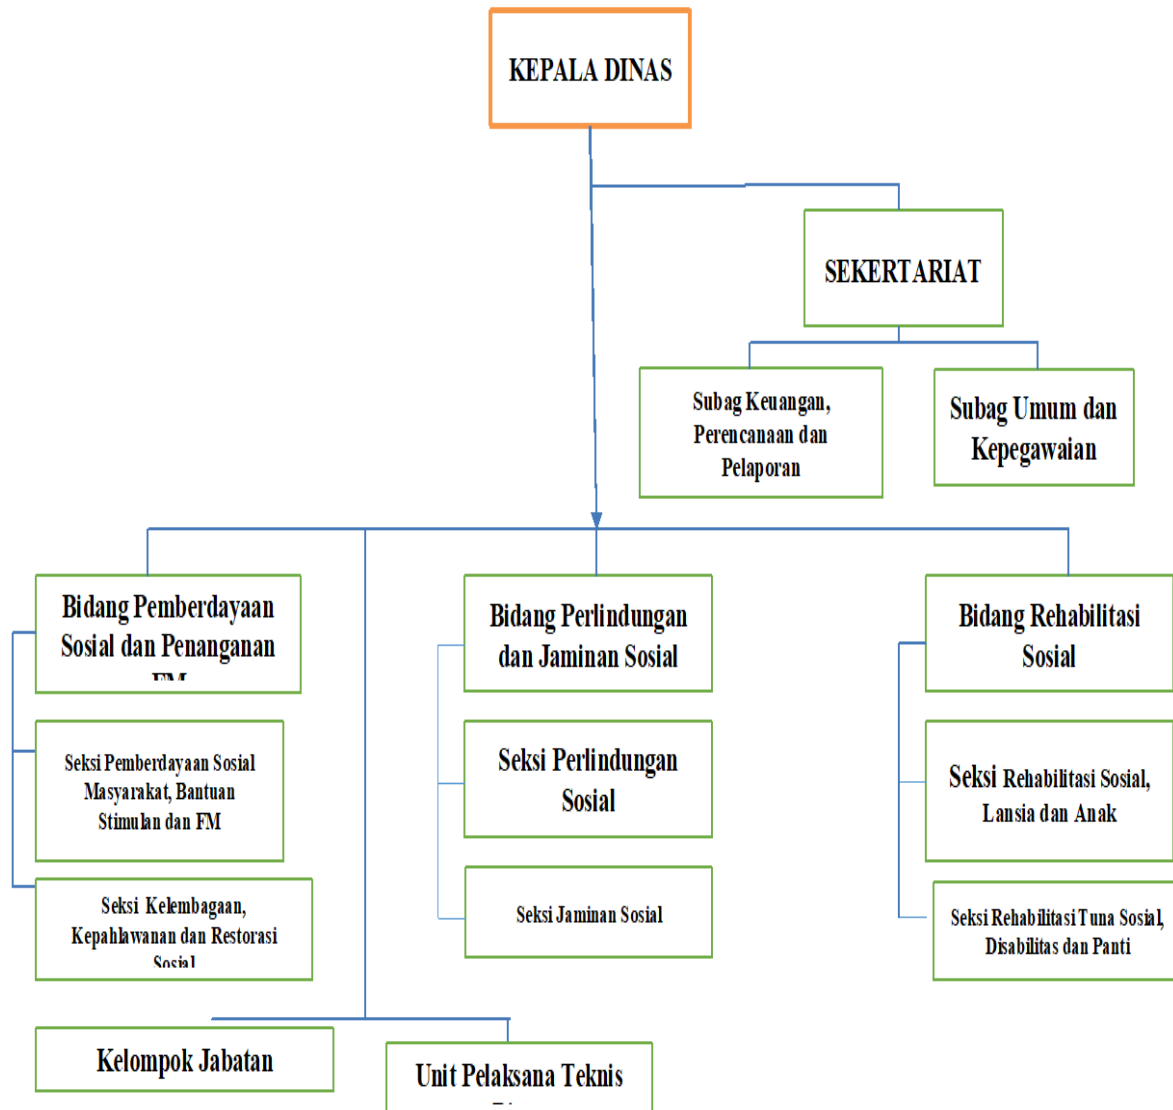 KEPALA DINAS
SEKERTARIAT
Subag Keuangan,
Perencanaan dan
Pelaporan
Subag Umum dan
Kepegawaian
Bidang Pemberdayaan
Sosial dan Penanganan
FM
Bidang Perlindungan
dan Jaminan Sosial
Bidang Rehabilitasi
Sosial
Seksi Pemberdayaan Sosial
Masyarakat, Bantuan
Stimulan dan FM
Seksi Perlindungan
Sosial
Seksi Rehabilitasi Sosial,
Lansia dan Anak
Seksi Kelembagaan,
Kepahlawanan dan Restorasi
Sosial
Seksi Jaminan Sosial
Seksi Rehabilitasi Tuna Sosial,
Disabilitas dan Panti
Kelompok Jabatan
Unit Pelaksana Teknis